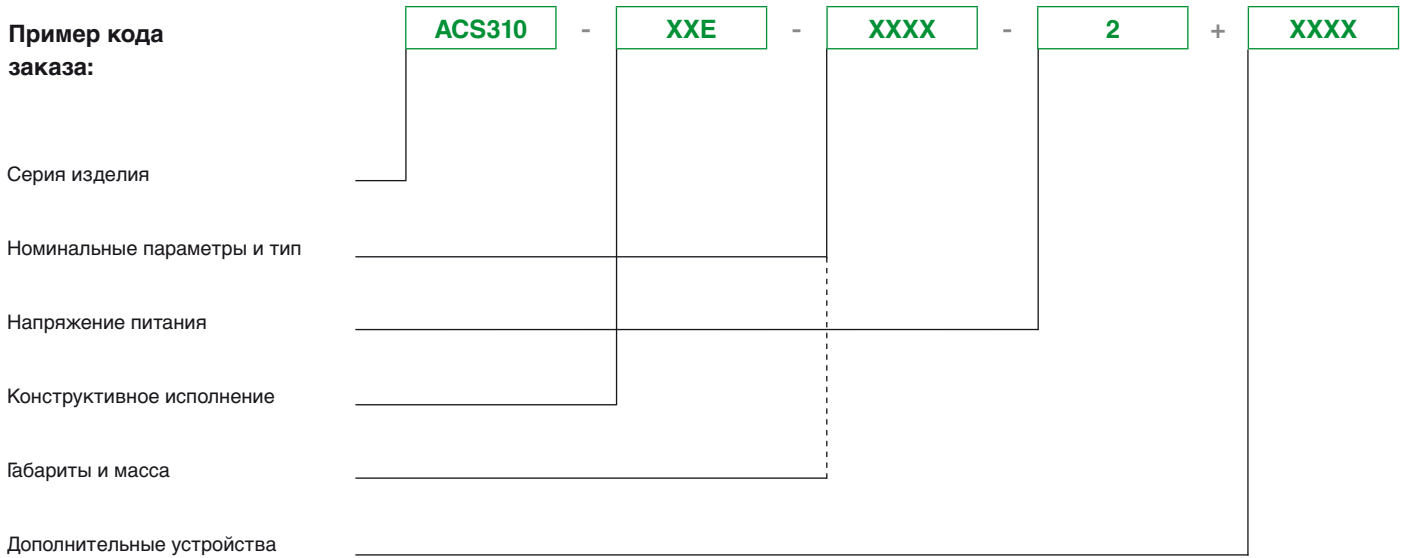 Пример кода
заказа:
ACS310 - XXE - XXXX - 2 + XXXX
Серия изделия
Номинальные параметры и тип
Напряжение питания
Конструктивное исполнение
Габариты и масса
Дополнительные устройства